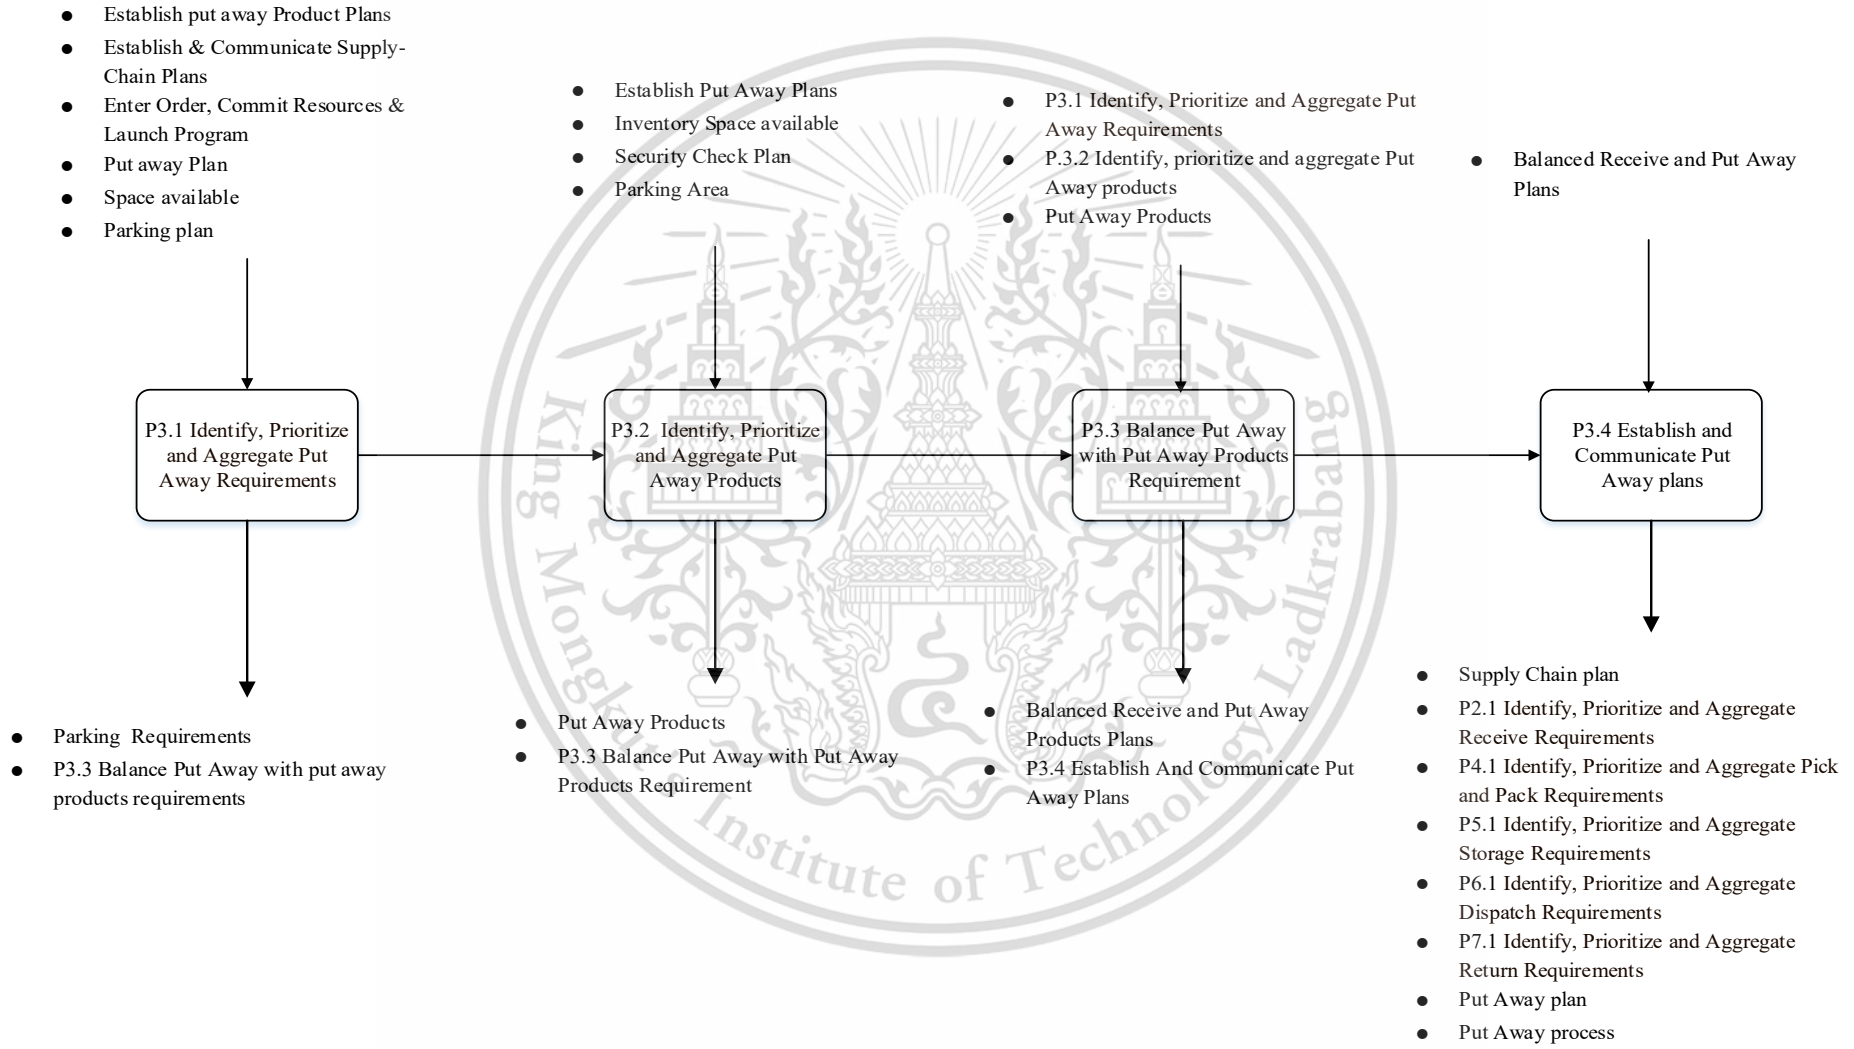 Establish put away Product Plans
Establish & Communicate Supply-
Chain Plans
Enter Order, Commit Resources &
Launch Program
Put away Plan
Space available
Parking plan
Establish Put Away Plans
Inventory Space available
Security Check Plan
Parking Area
P3.1 Identify, Prioritize and Aggregate Put
Away Requirements
P.3.2 Identify, prioritize and aggregate Put
Away products
Put Away Products
Balanced Receive and Put Away
Plans
P3.1 Identify, Prioritize
and Aggregate Put
Away Requirements
P3.2 Identify, Prioritize
and Aggregate Put
Away Products
P3.3 Balance Put Away
with Put Away Products
Requirement
P3.4 Establish and
Communicate Put
Away plans
Parking Requirements
P3.3 Balance Put Away with put away
products requirements
Put Away Products
P3.3 Balance Put Away with Put Away
Products Requirement
Balanced Receive and Put Away
Products Plans
P3.4 Establish And Communicate Put
Away Plans
Supply Chain plan
P2.1 Identify, Prioritize and Aggregate
Receive Requirements
P4.1 Identify, Prioritize and Aggregate Pick
and Pack Requirements
P5.1 Identify, Prioritize and Aggregate
Storage Requirements
P6.1 Identify, Prioritize and Aggregate
Dispatch Requirements
P7.1 Identify, Prioritize and Aggregate
Return Requirements
Put Away plan
Put Away process
King Mongkut's Institute of Technology Ladkrabang